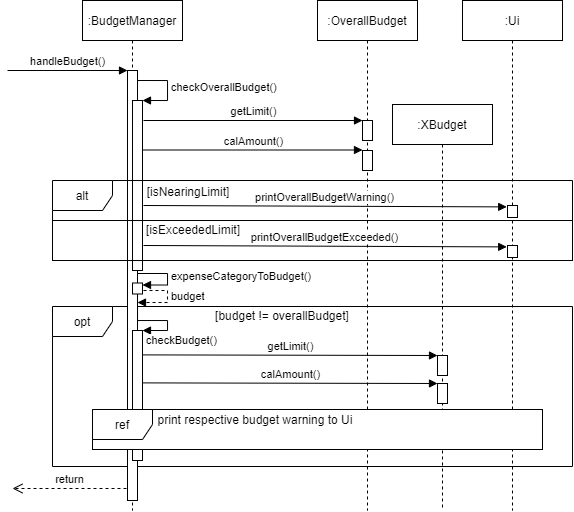 :BudgetManager
:OverallBudget
:Ui
handleBudget()
checkOverallBudget()
getLimit()
:XBudget
calAmount()
alt
[isNearingLimit]
printOverallBudgetWarning()
[isExceededLimit]
printOverallBudgetExceeded()
expenseCategoryToBudget()
budget
opt
[budget != overallBudget]
checkBudget()
getLimit()
calAmount()
ref
print respective budget warning to Ui
return